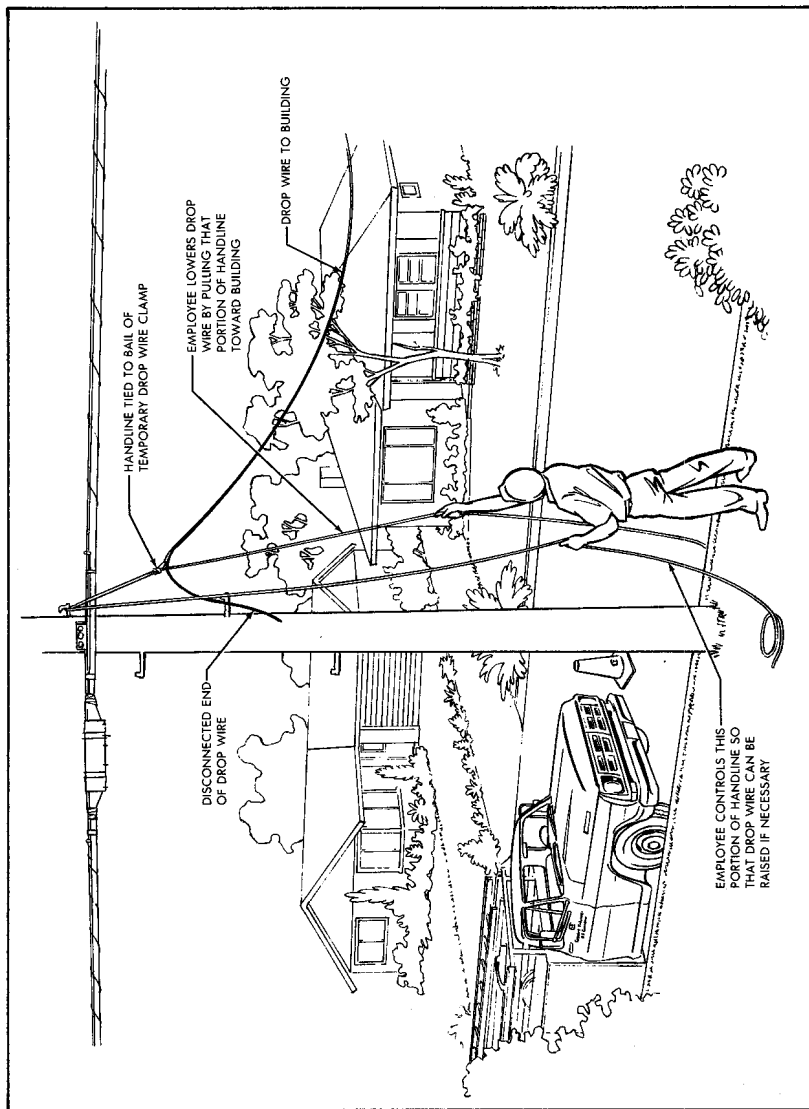 HANDLINE TIED TO BAIL OF
TEMPORARY DROP WIRE CLAMP
EMPLOYEE LOWERS DROP
WIRE BY PULLING THAT
PORTION OF HANDLINE
TOWARD BUILDING
DROP WIRE TO BUILDING
DISCONNECTED END
OF DROP WIRE
EMPLOYEE CONTROLS THIS
PORTION OF HANDLINE SO
THAT DROP WIRE CAN BE
RAISED IF NECESSARY